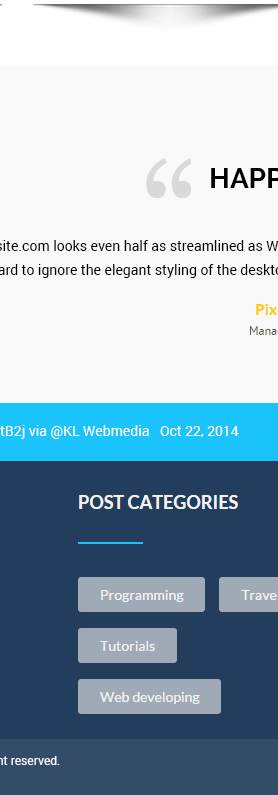 “ HAPP
site.com looks even half as streamlined as W
ard to ignore the elegant styling of the deskto
Pix
Mana
tB2j via @KL Webmedia Oct 22, 2014
POST CATEGORIES
Programming Trave
Tutorials
Web developing
ht reserved.